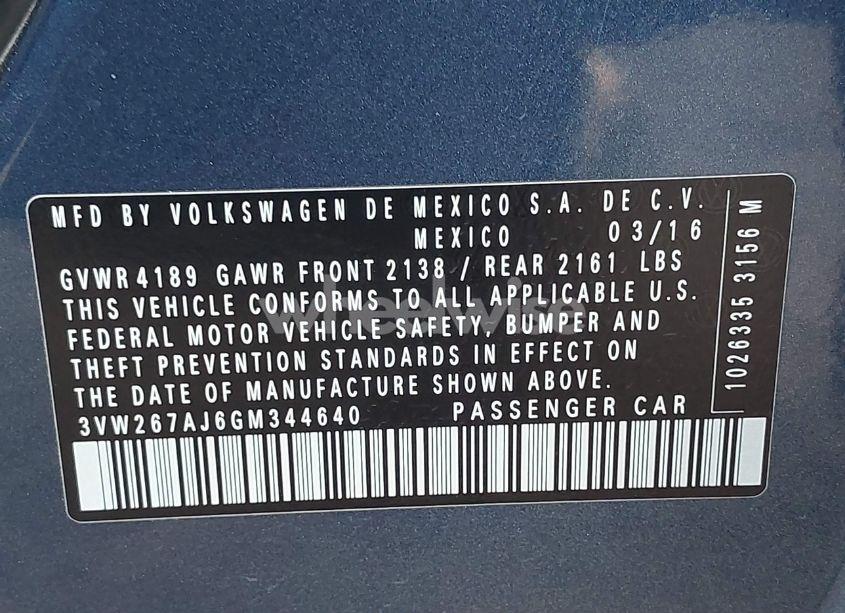 MFD BY VOLKSWAGEN DE MEXICO S.A. DE C.V.
MEXICO 03/16
GVWR 4189 GAWR FRONT 2138 / REAR 2161 LBS
THIS VEHICLE CONFORMS TO ALL APPLICABLE U.S.
FEDERAL MOTOR VEHICLE SAFETY, BUMPER AND
THEFT PREVENTION STANDARDS IN EFFECT ON
THE DATE OF MANUFACTURE SHOWN ABOVE.
3VW267AJ6GM344640 PASSENGER CAR
1026335 3156 M
wheelwise